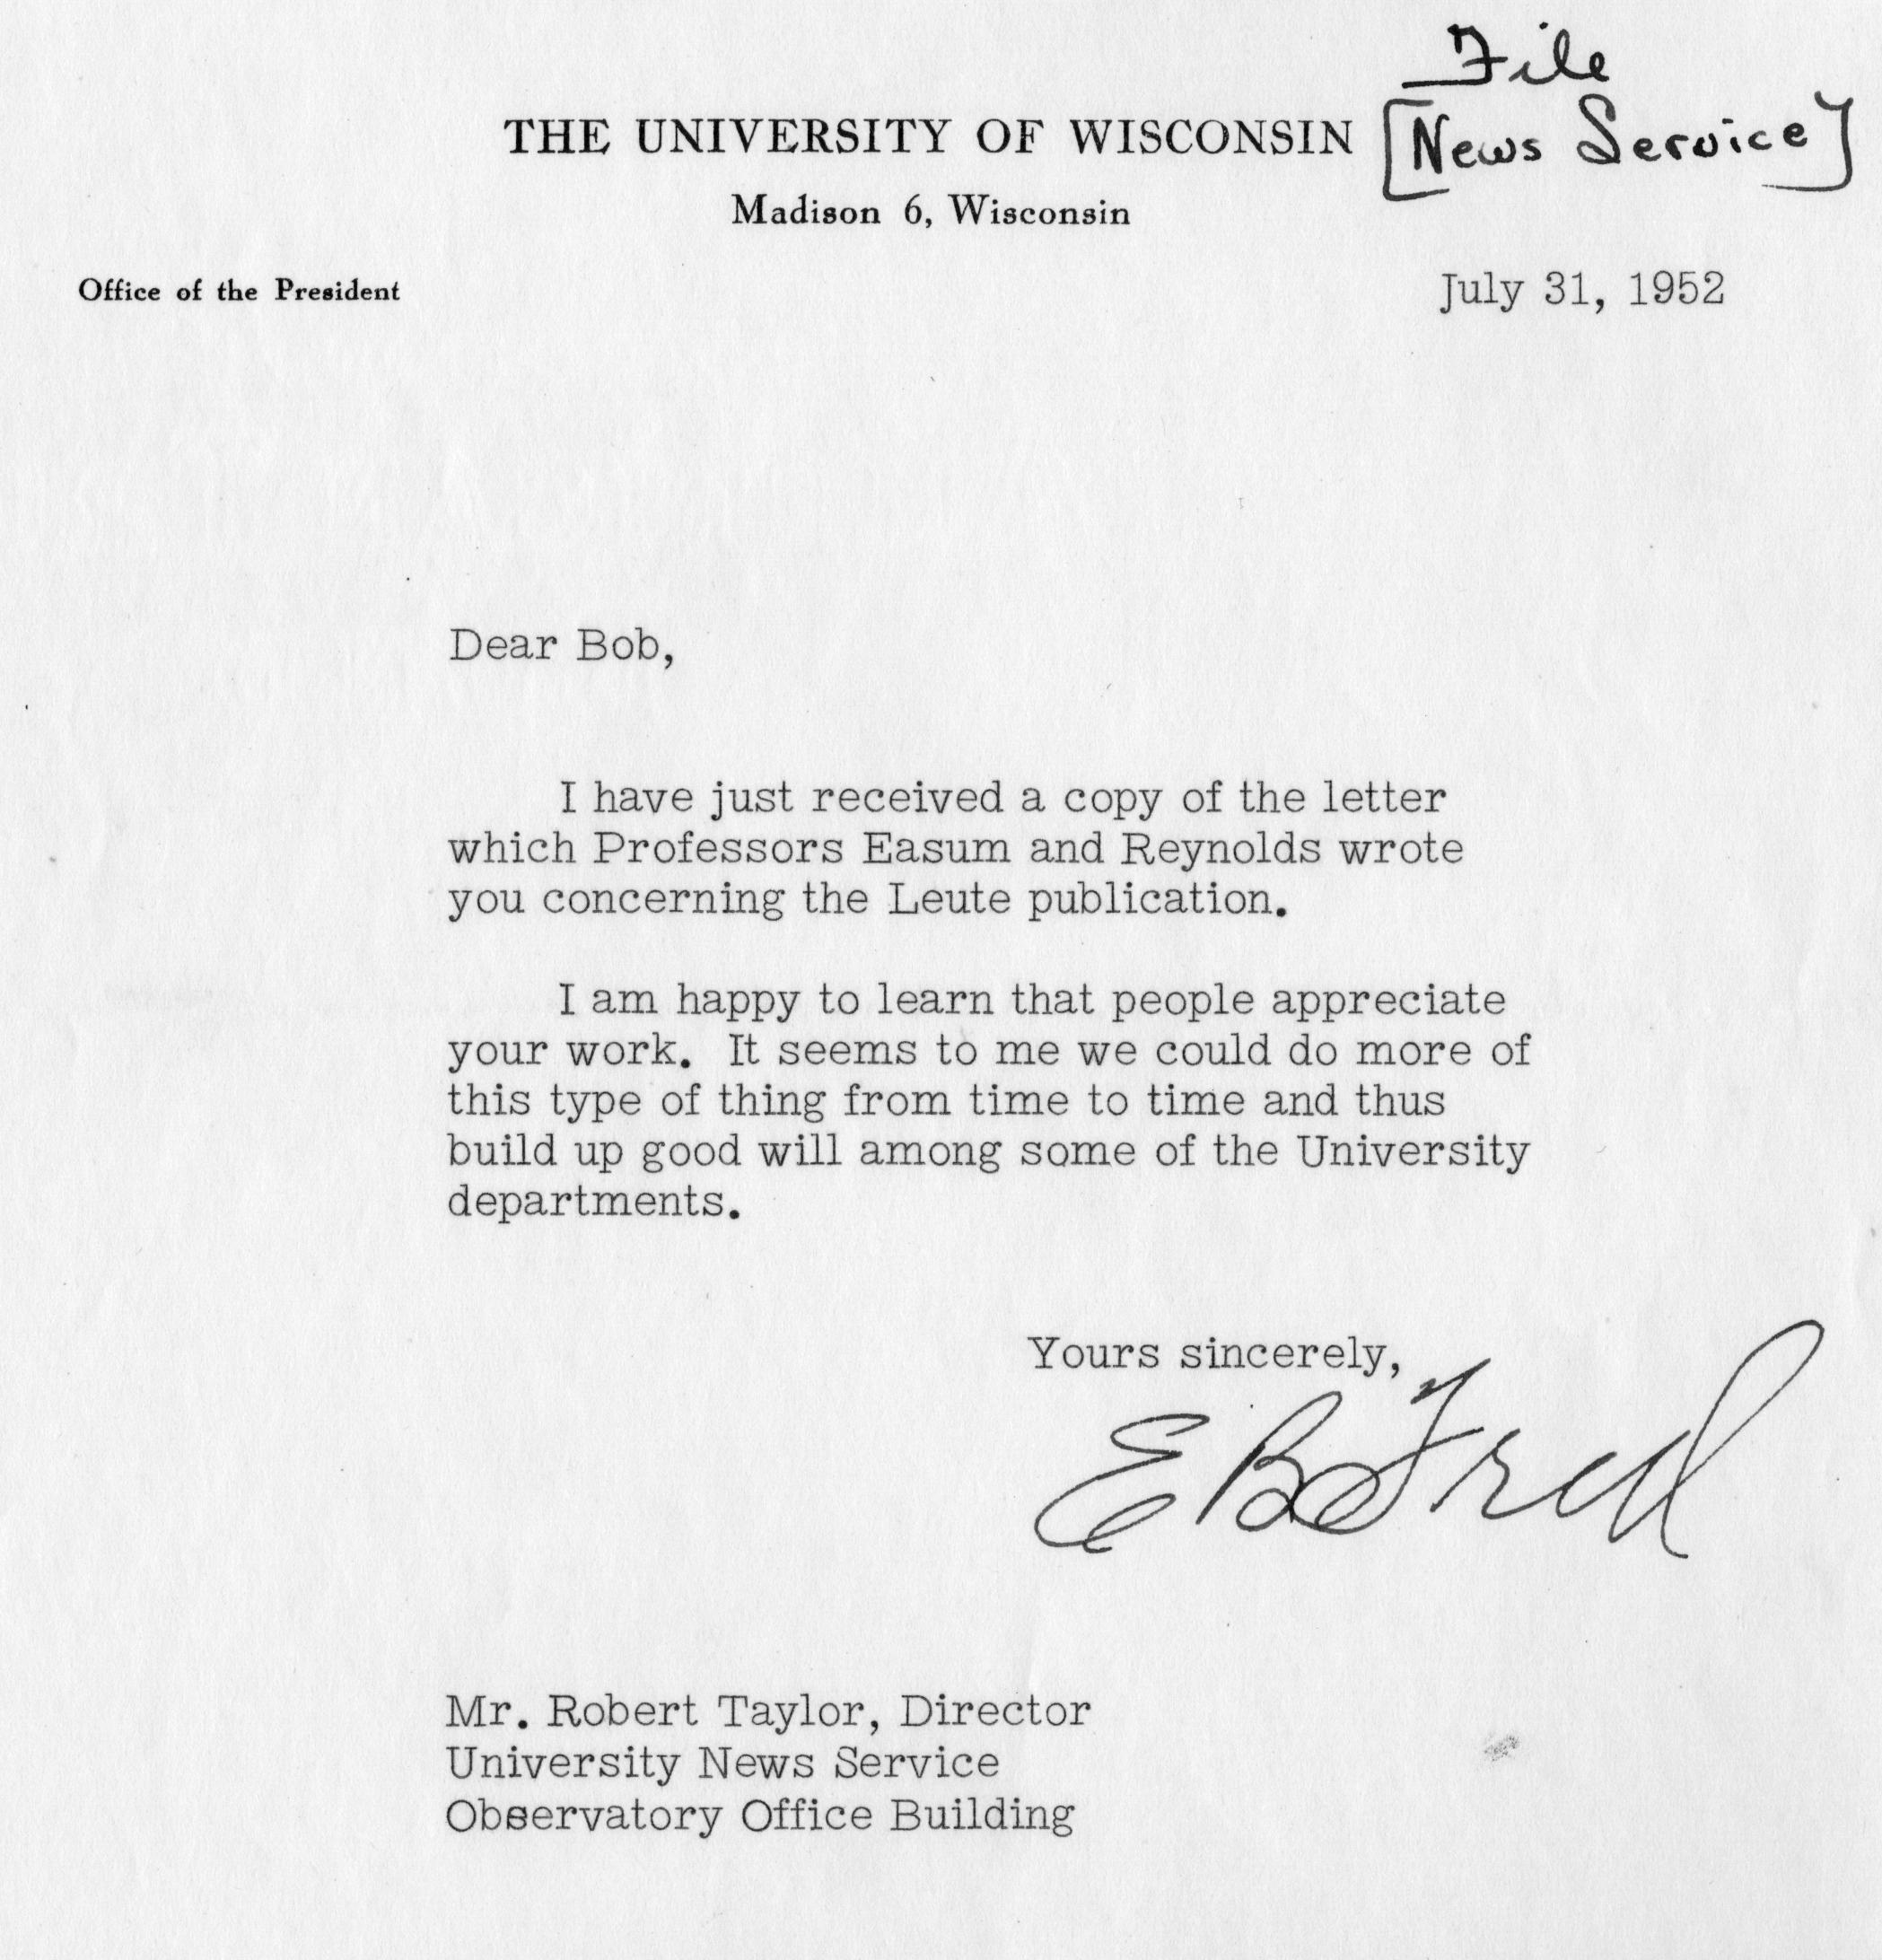 File
THE UNIVERSITY OF WISCONSIN [News Service]
Madison 6, Wisconsin
Office of the President
July 31, 1952
Dear Bob,
I have just received a copy of the letter
which Professors Easum and Reynolds wrote
you concerning the Leute publication.
I am happy to learn that people appreciate
your work. It seems to me we could do more of
this type of thing from time to time and thus
build up good will among some of the University
departments.
Yours sincerely,
E B Fred
Mr. Robert Taylor, Director
University News Service
Observatory Office Building